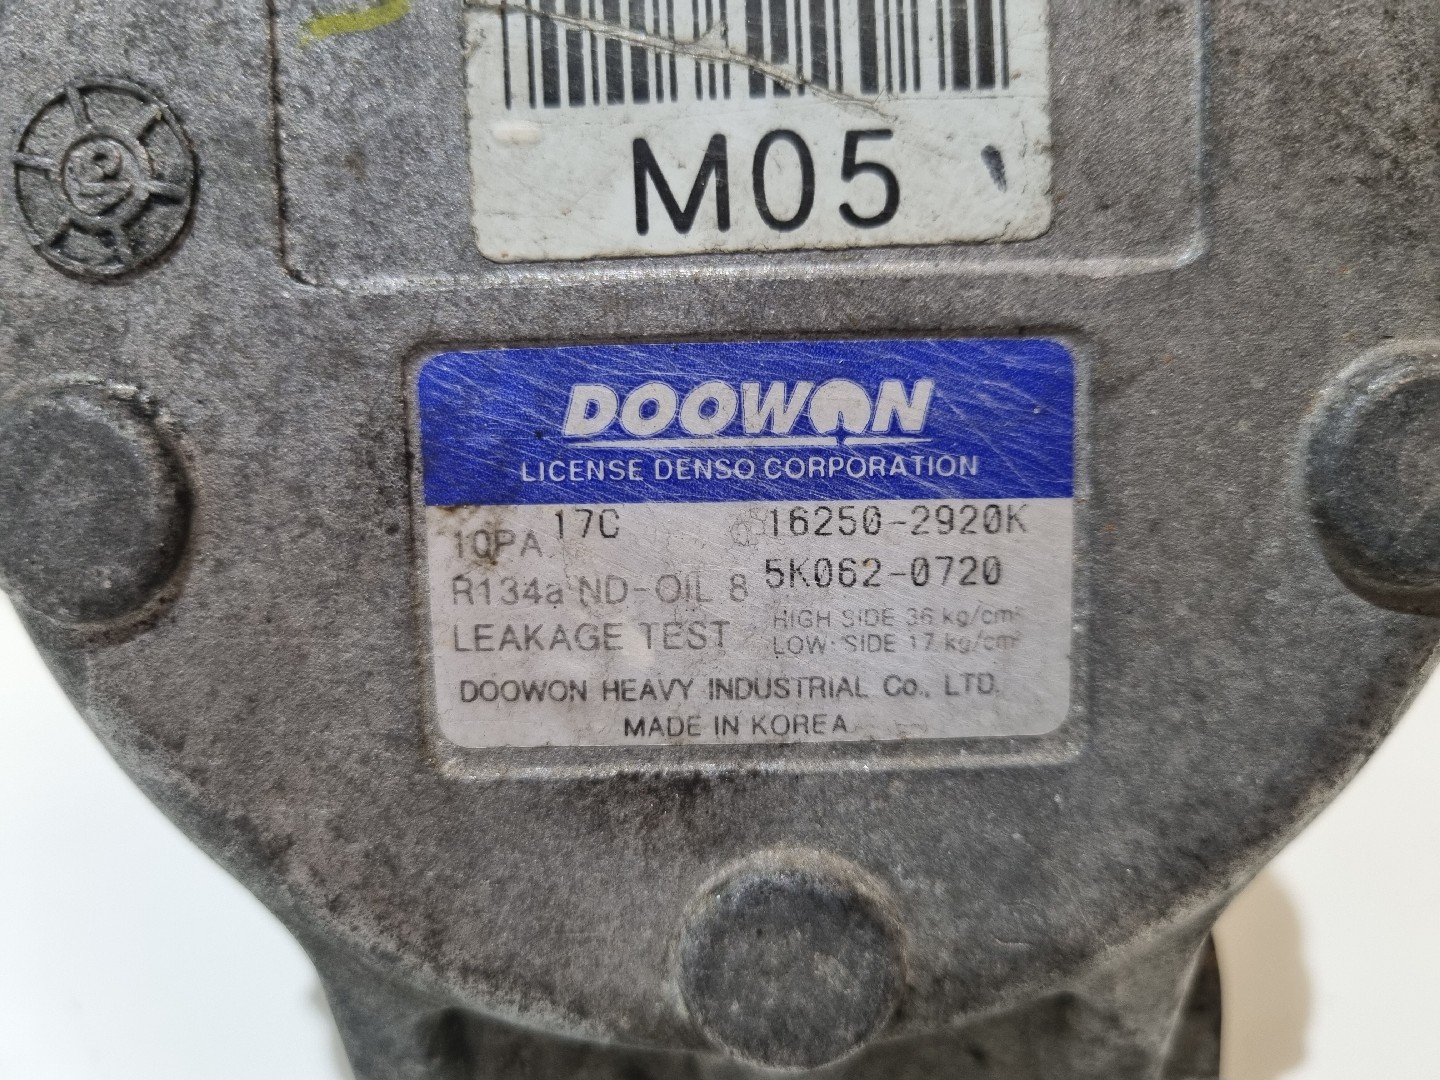 M05
DOOWON
LICENSE DENSO CORPORATION
10PA 17C 16250-2920K
R134a ND-OIL 8 5K062-0720
LEAKAGE TEST HIGH SIDE 36 kg/cm²
LOW SIDE 17 kg/cm²
DOOWON HEAVY INDUSTRIAL Co., LTD.
MADE IN KOREA